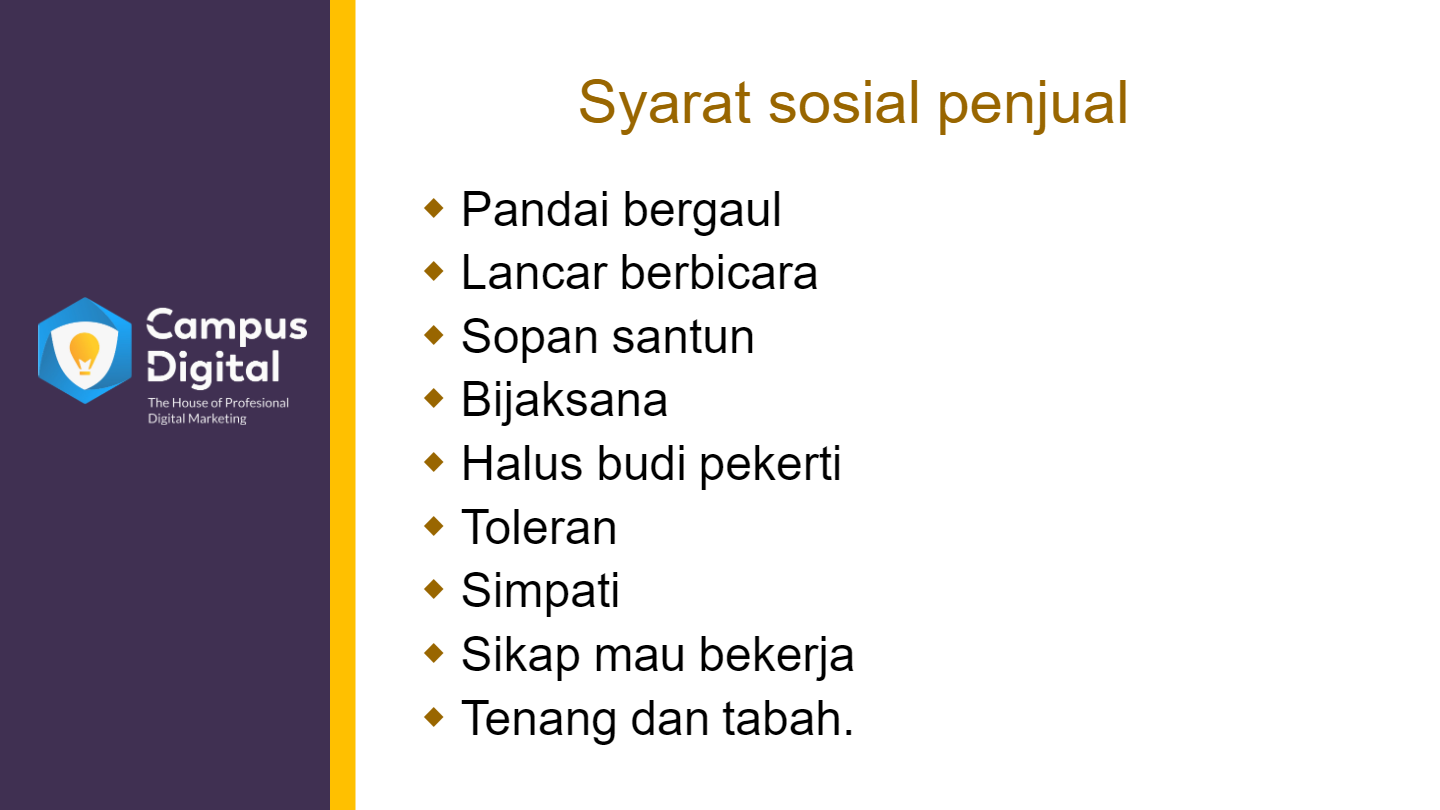 Campus
Digital
The House of Profesional
Digital Marketing
Syarat sosial penjual
Pandai bergaul
Lancar berbicara
Sopan santun
Bijaksana
Halus budi pekerti
Toleran
Simpati
Sikap mau bekerja
Tenang dan tabah.